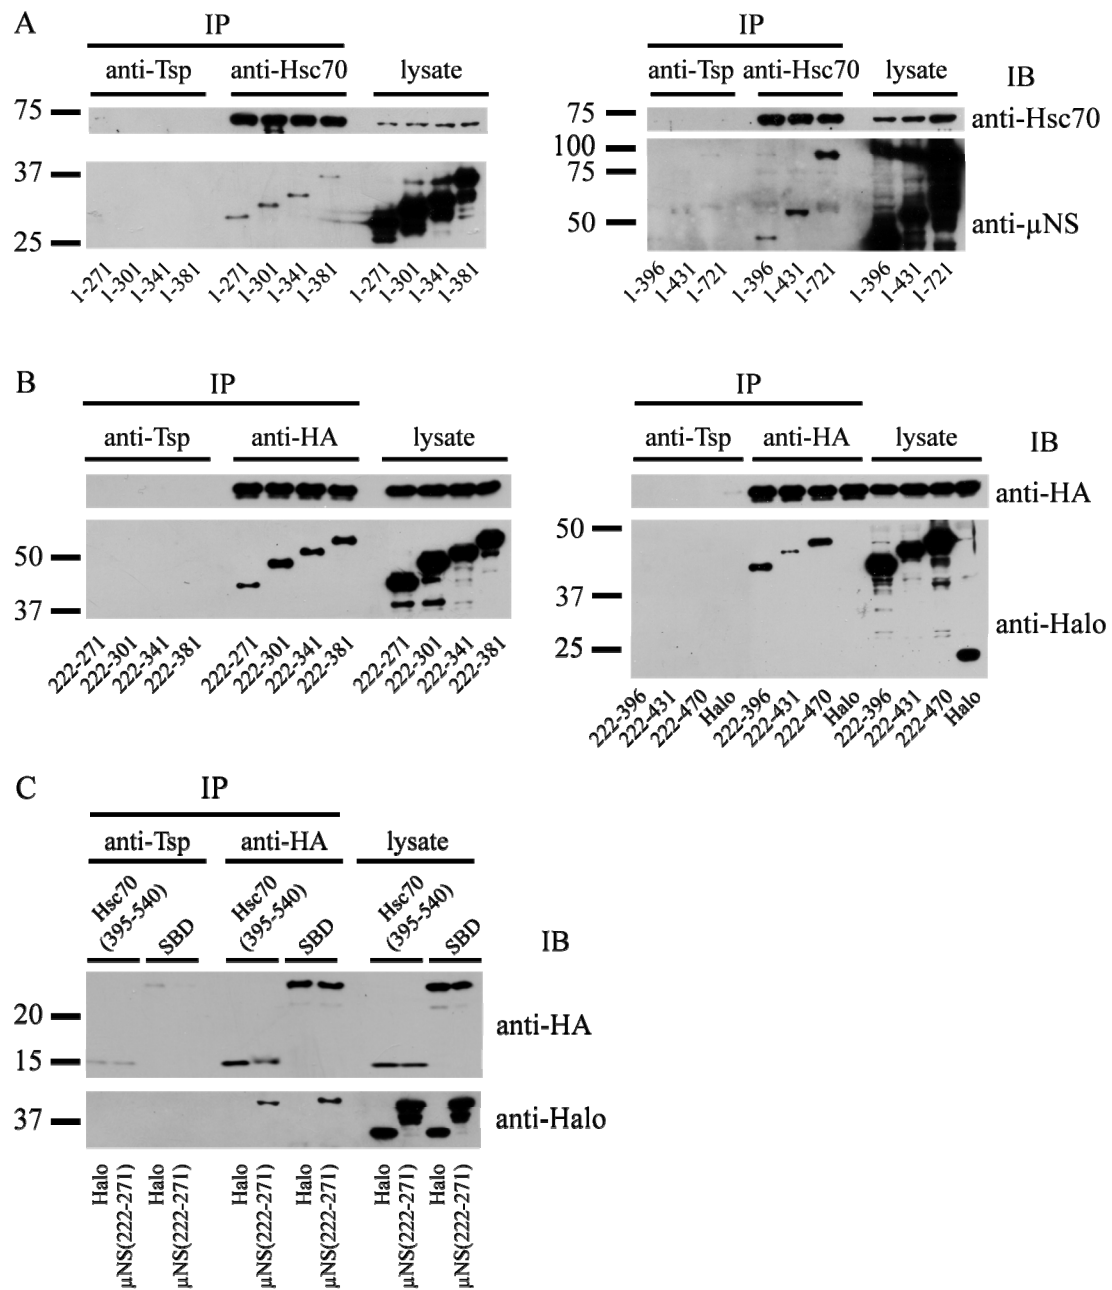 A
IP
anti-Tsp anti-Hsc70 lysate
75
37
25
1-271 1-301 1-341 1-381 1-271 1-301 1-341 1-381 1-271 1-301 1-341 1-381
IP
anti-Tsp anti-Hsc70 lysate IB
75 anti-Hsc70
100
75
50 anti-μNS
1-396 1-431 1-721 1-396 1-431 1-721 1-396 1-431 1-721
B
IP
anti-Tsp anti-HA lysate
50
37
222-271 222-301 222-341 222-381 222-271 222-301 222-341 222-381 222-271 222-301 222-341 222-381
IP
anti-Tsp anti-HA lysate IB
anti-HA
50
37
anti-Halo
25
222-396 222-431 222-470 Halo 222-396 222-431 222-470 Halo 222-396 222-431 222-470 Halo
C
IP
anti-Tsp anti-HA lysate
Hsc70 (395-540) SBD Hsc70 (395-540) SBD Hsc70 (395-540) SBD
IB
20
anti-HA
15
37 anti-Halo
Halo μNS(222-271) Halo μNS(222-271) Halo μNS(222-271) Halo μNS(222-271) Halo μNS(222-271) Halo μNS(222-271)